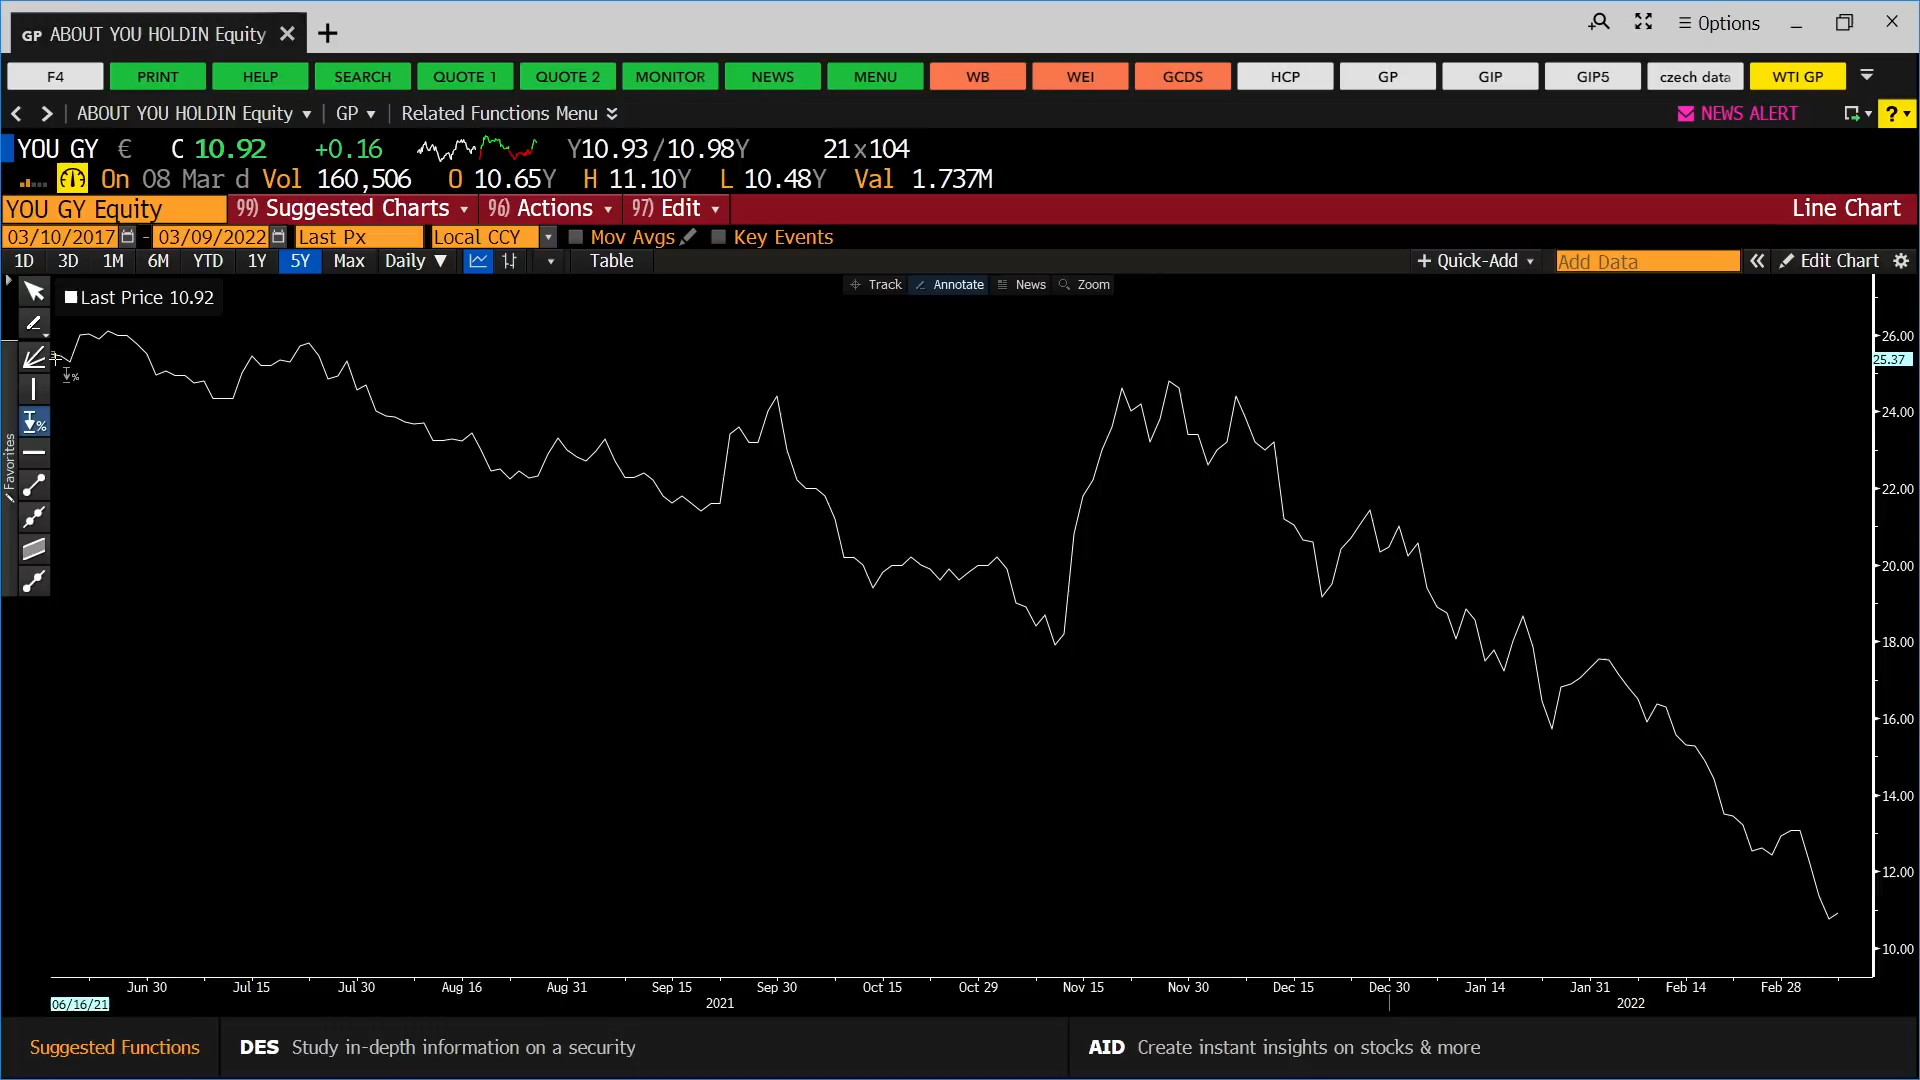 GP ABOUT YOU HOLDIN Equity
Options
F4 PRINT HELP SEARCH QUOTE 1 QUOTE 2 MONITOR NEWS MENU WB WEI GCDS HCP GP GIP GIP5 czech data WTI GP
ABOUT YOU HOLDIN Equity GP Related Functions Menu NEWS ALERT ?
YOU GY € C 10.92 +0.16 Y10.93/10.98Y 21x104
On 08 Mar d Vol 160,506 O 10.65Y H 11.10Y L 10.48Y Val 1.737M
YOU GY Equity 99) Suggested Charts 96) Actions 97) Edit Line Chart
03/10/2017 - 03/09/2022 Last Px Local CCY Mov Avgs Key Events
1D 3D 1M 6M YTD 1Y 5Y Max Daily ▼ Table + Quick-Add Add Data « Edit Chart
Track Annotate News Zoom
Last Price 10.92
26.00
25.37
24.00
22.00
20.00
18.00
16.00
14.00
12.00
10.00
Favorites
Jun 30 Jul 15 Jul 30 Aug 16 Aug 31 Sep 15 Sep 30 Oct 15 Oct 29 Nov 15 Nov 30 Dec 15 Dec 30 Jan 14 Jan 31 Feb 14 Feb 28
06/16/21 2021 2022
Suggested Functions DES Study in-depth information on a security AID Create instant insights on stocks & more